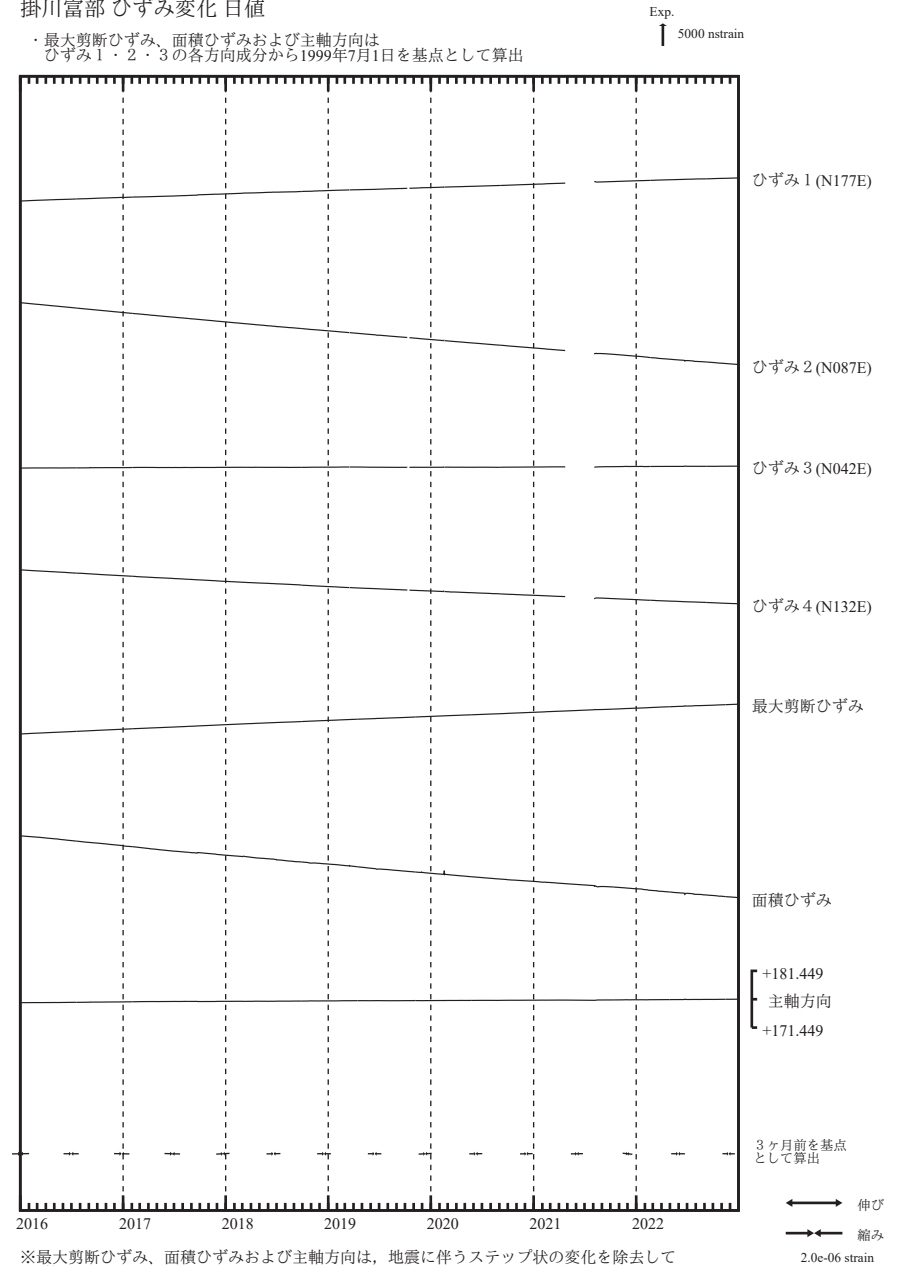 掛川富部 ひずみ変化 日値
・最大剪断ひずみ、面積ひずみおよび主軸方向は
ひずみ１・２・３の各方向成分から1999年7月1日を基点として算出
Exp.
5000 nstrain
ひずみ１(N177E)
ひずみ２(N087E)
ひずみ３(N042E)
ひずみ４(N132E)
最大剪断ひずみ
面積ひずみ
+181.449
主軸方向
+171.449
３ヶ月前を基点
として算出
2016 2017 2018 2019 2020 2021 2022
伸び
縮み
2.0e-06 strain
※最大剪断ひずみ、面積ひずみおよび主軸方向は，地震に伴うステップ状の変化を除去して